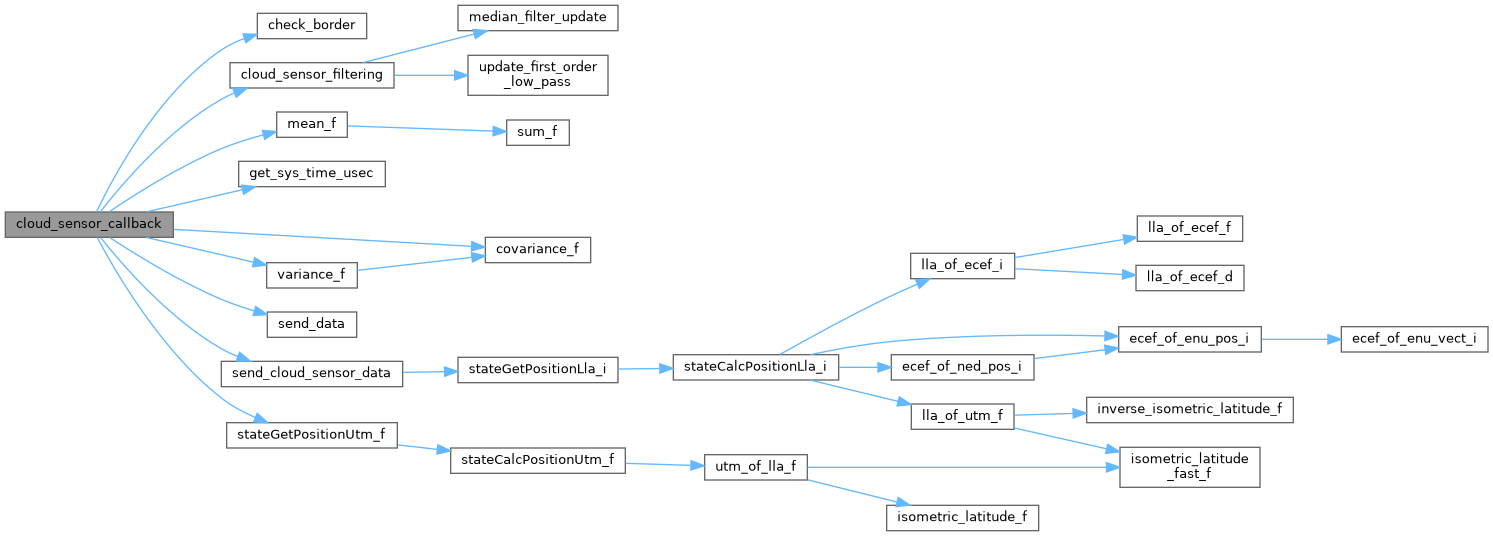 check_border
median_filter_update
cloud_sensor_filtering
update_first_order
_low_pass
mean_f
sum_f
get_sys_time_usec
cloud_sensor_callback
covariance_f
variance_f
send_data
send_cloud_sensor_data
stateGetPositionLla_i
stateCalcPositionLla_i
lla_of_ecef_i
lla_of_ecef_f
lla_of_ecef_d
ecef_of_enu_pos_i
ecef_of_enu_vect_i
ecef_of_ned_pos_i
lla_of_utm_f
inverse_isometric_latitude_f
isometric_latitude
_fast_f
stateGetPositionUtm_f
stateCalcPositionUtm_f
utm_of_lla_f
isometric_latitude_f